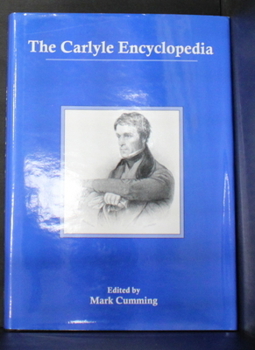 The Carlyle Encyclopedia
Edited by
Mark Cumming